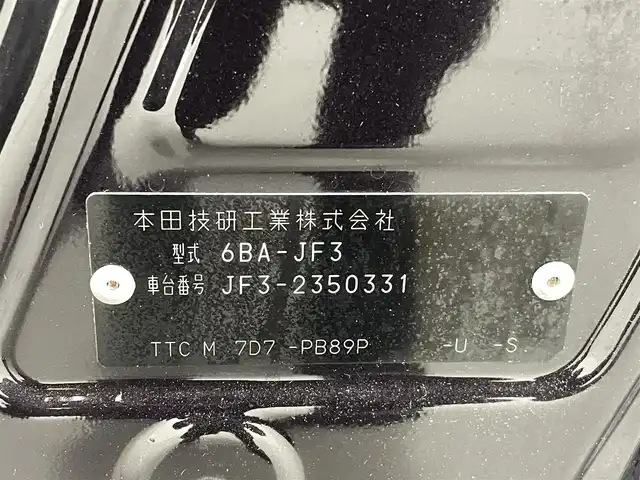 本田技研工業株式会社
型式 6BA-JF3
車台番号 JF3-2350331
TTC M 7D7 -PB89P -U -S